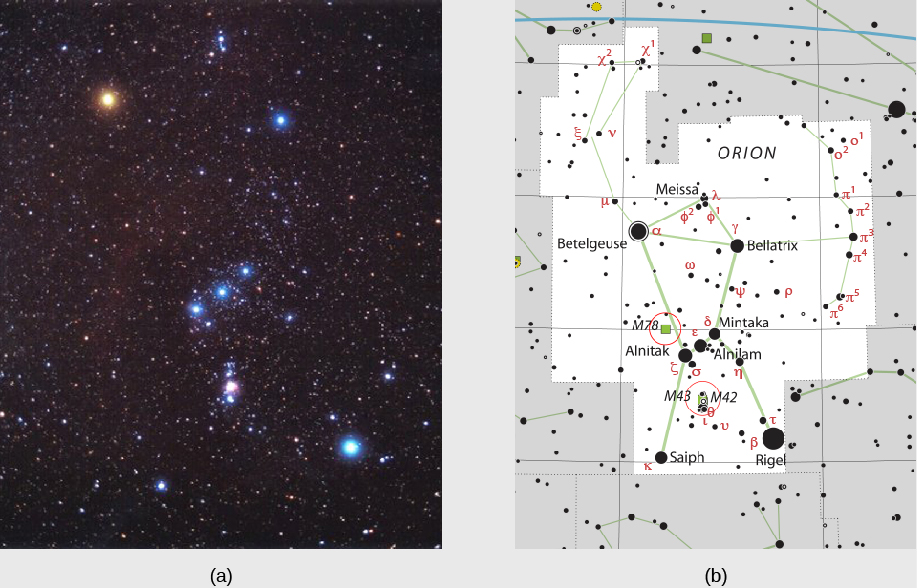 χ2 χ1
ξ ν
ο2 ο1
ORION
Meissa λ
π1
μ
φ2 φ1
π2
α
γ
Betelgeuse
Bellatrix
π3
π4
ω
ψ
ρ
π5
π6
M78
δ Mintaka
ε
Alnitak
Alnilam
ζ σ
η
M43 M42
θ
ι υ
τ
β
κ Saiph
Rigel
(a)
(b)